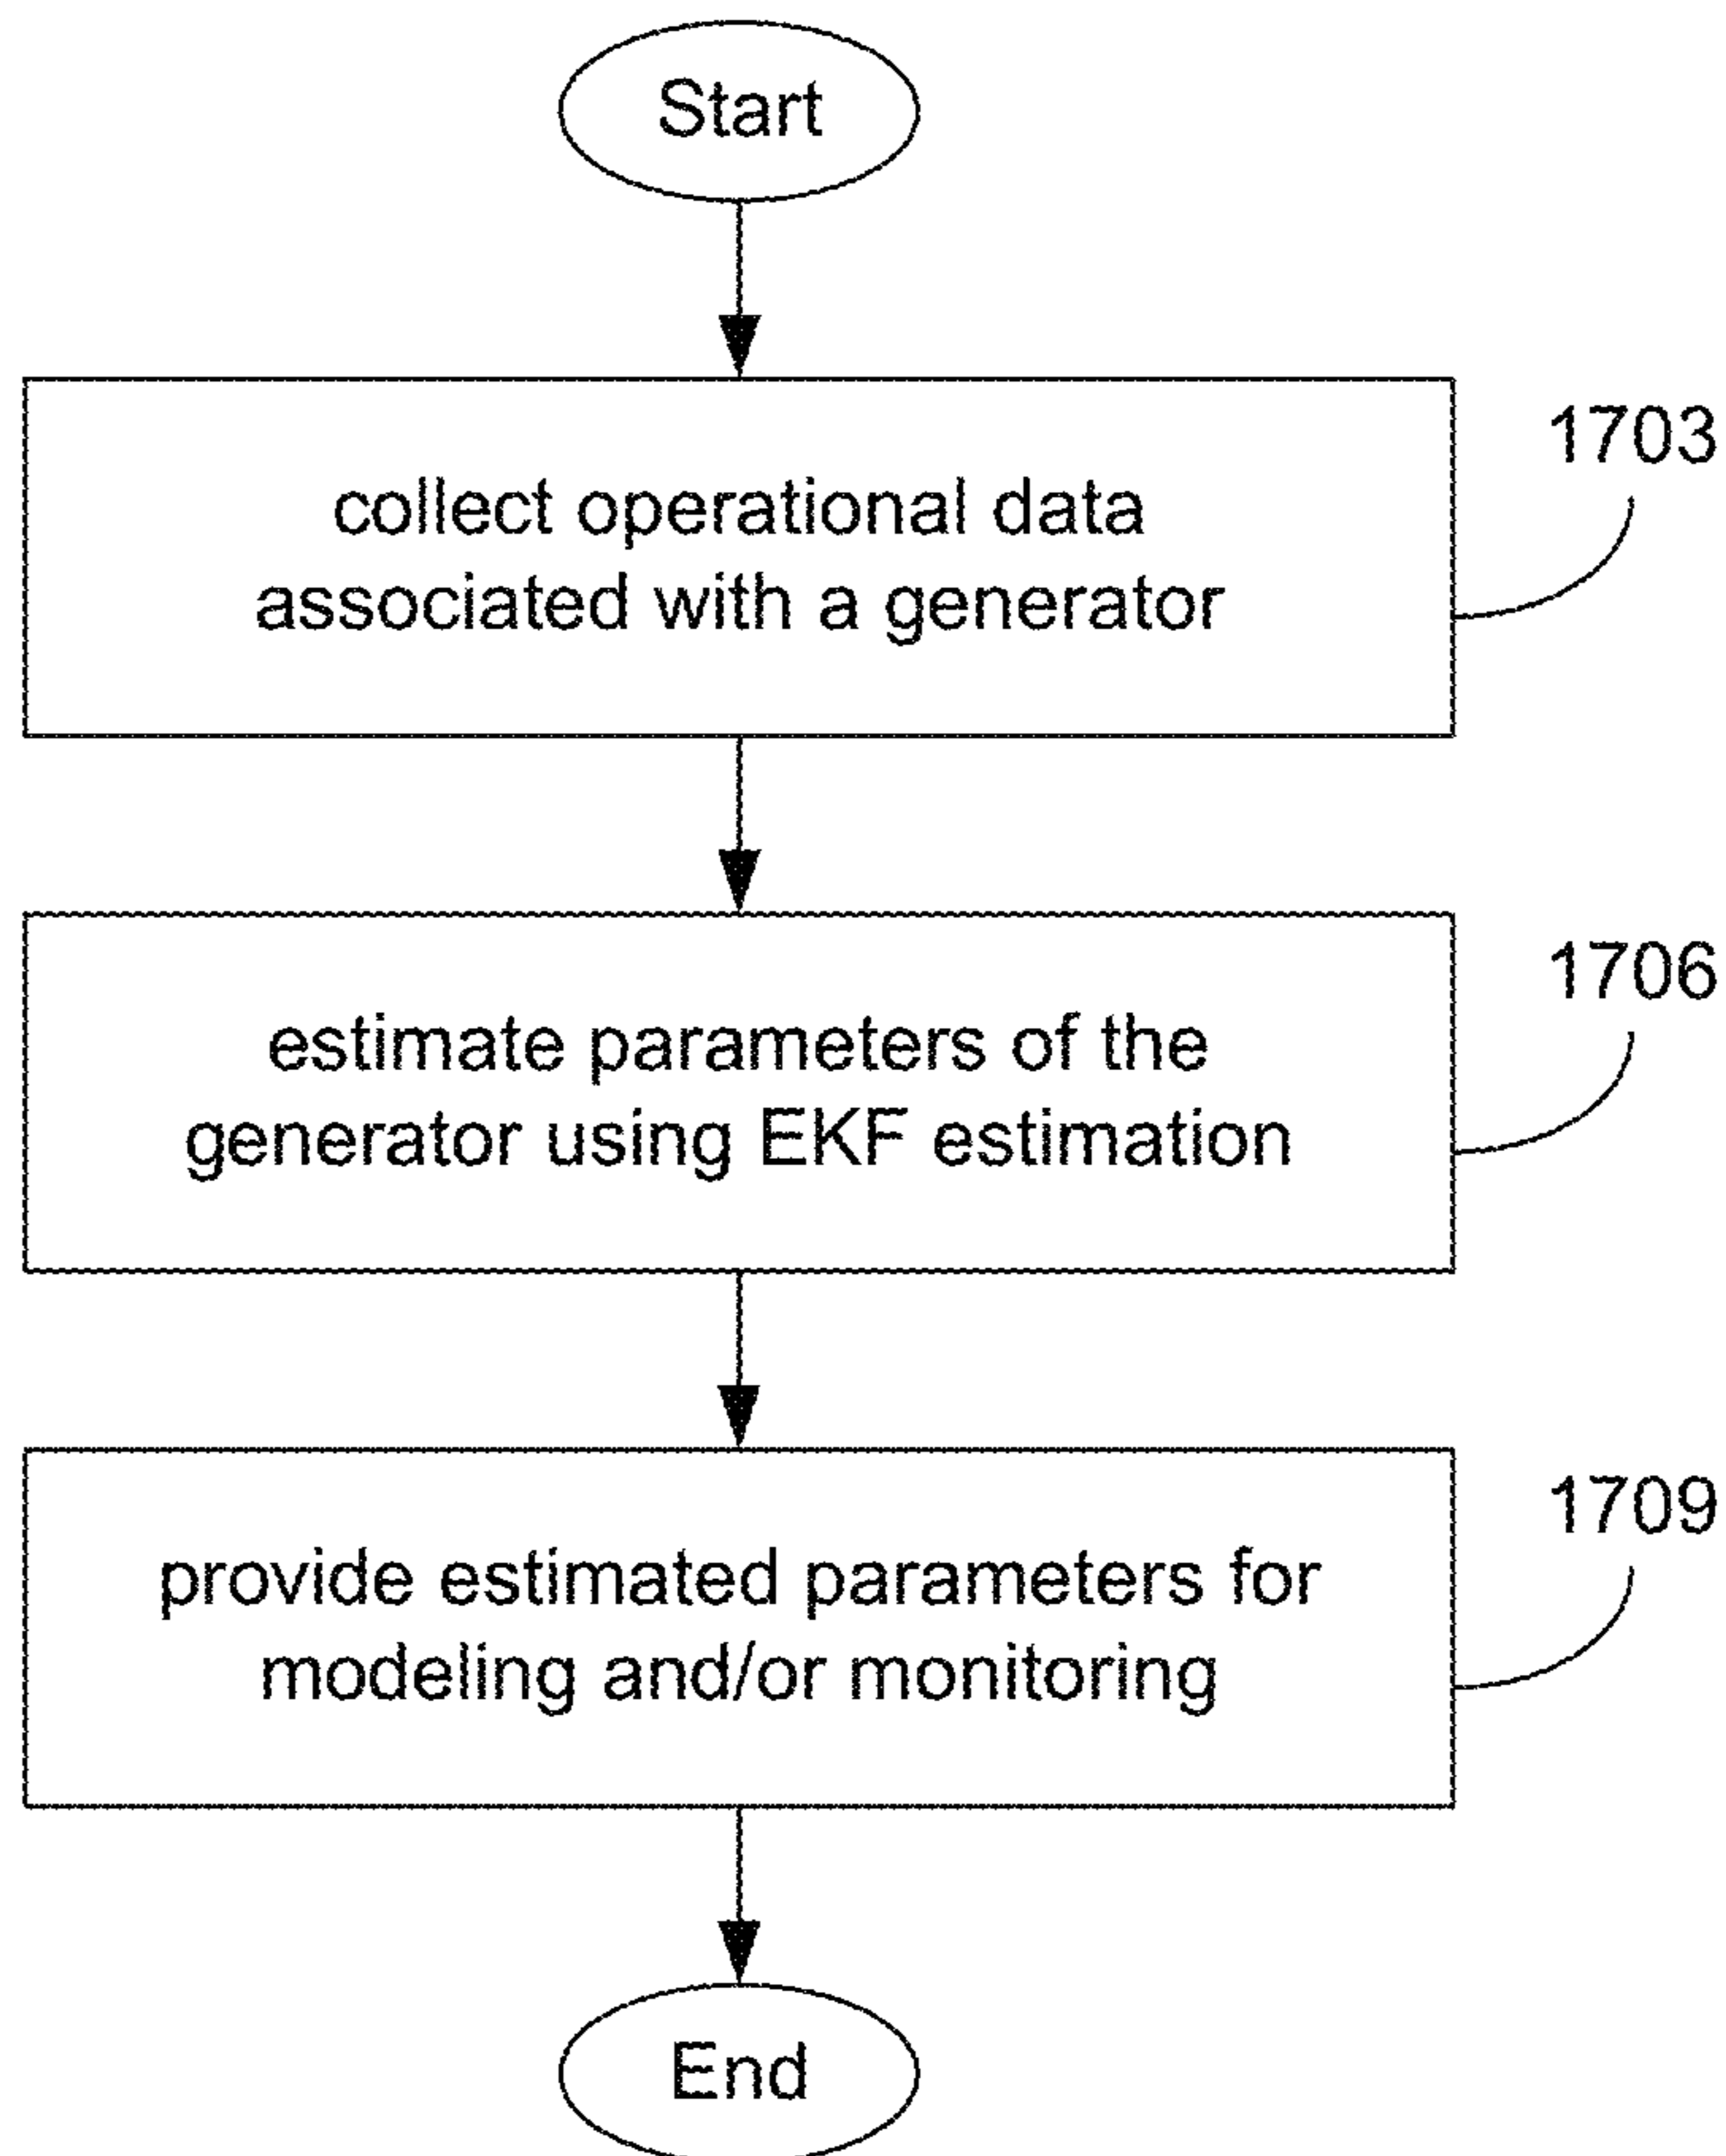 Start
collect operational data
associated with a generator
1703
estimate parameters of the
generator using EKF estimation
1706
provide estimated parameters for
modeling and/or monitoring
1709
End